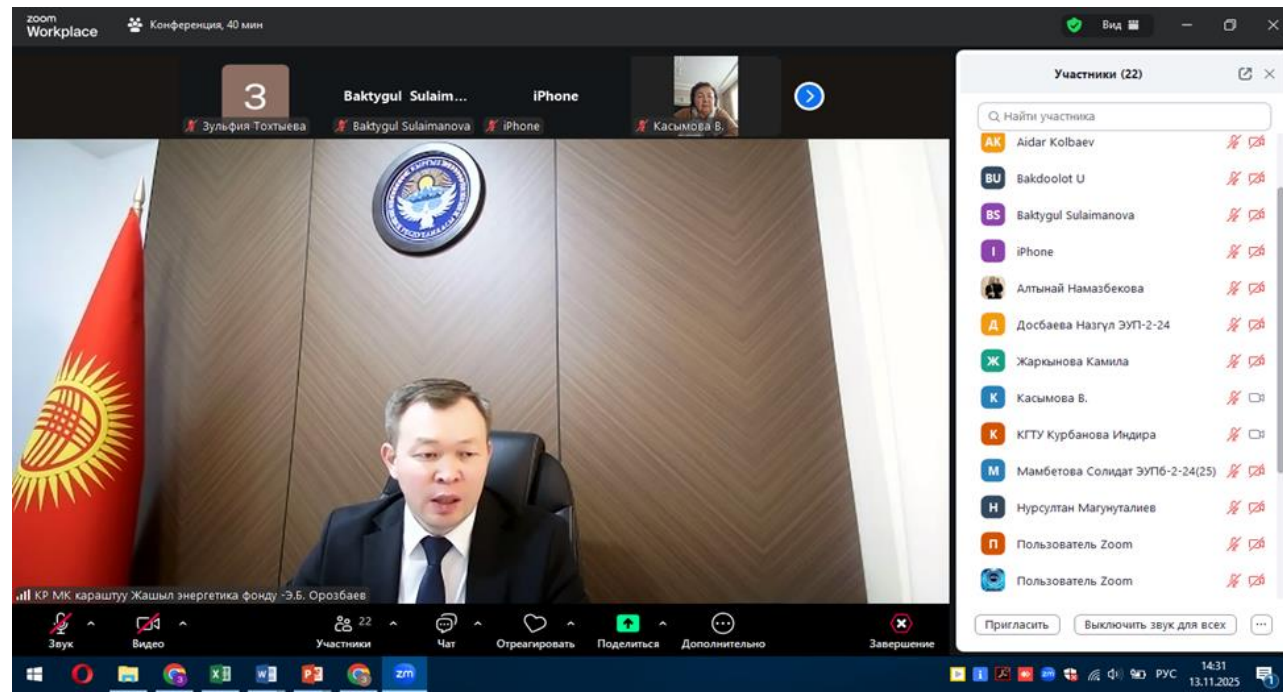 zoom
Workplace
Конференция, 40 мин
Вид
З
Baktygul Sulaim...
iPhone
Зульфия Тохтыева
Baktygul Sulaimanova
iPhone
Касымова В.
КР МК караштуу Жашыл энергетика фонду -Э.Б. Орозбаев
Участники (22)
Найти участника
AK Aidar Kolbaev
BU Bakdoolot U
BS Baktygul Sulaimanova
I iPhone
Алтынай Намазбекова
Д Досбаева Назгул ЭУП-2-24
Ж Жаркынова Камила
К Касымова В.
К КГТУ Курбанова Индира
М Мамбетова Солидат ЭУПб-2-24(25)
Н Нурсултан Магунуталиев
П Пользователь Zoom
Пользователь Zoom
Пригласить
Выключить звук для всех
Звук
Видео
22
Участники
Чат
Отреагировать
Поделиться
Дополнительно
Завершение
zm
РУС
14:31
13.11.2025